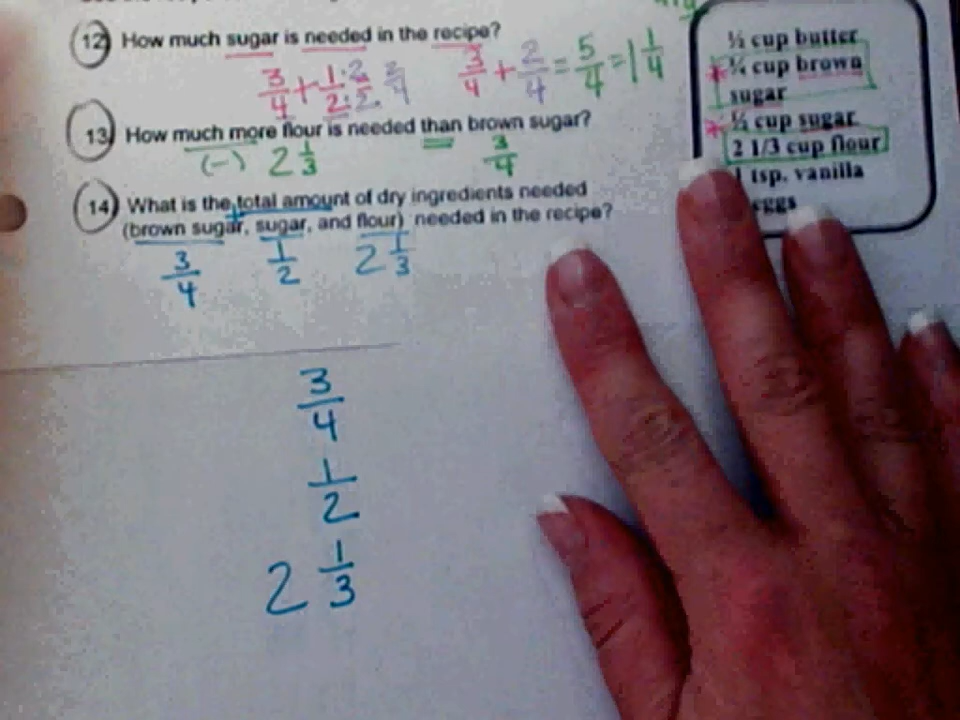 12) How much sugar is needed in the recipe?
3/4 + 1·2/2·2 2/4 3/4 + 2/4 = 5/4 = 1 1/4
13) How much more flour is needed than brown sugar?
(-) 2 1/3 3/4
14) What is the total amount of dry ingredients needed
+
(brown sugar, sugar, and flour) needed in the recipe?
3/4 1/2 2 1/3
3/4
1/2
2 1/3
½ cup butter
* ¾ cup brown
sugar
* ½ cup sugar
2 1/3 cup flour
1 tsp. vanilla
eggs